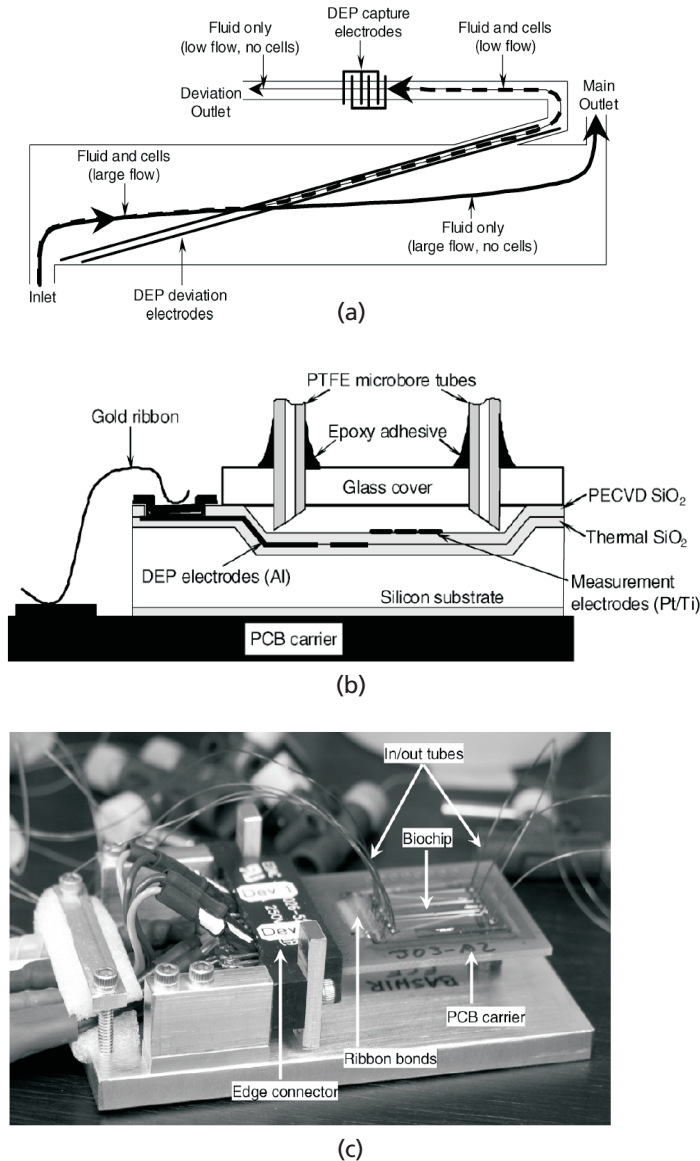 DEP capture
electrodes
Fluid only
(low flow, no cells)
Fluid and cells
(low flow)
Deviation
Outlet
Main
Outlet
Fluid and cells
(large flow)
Fluid only
(large flow, no cells)
Inlet
DEP deviation
electrodes
(a)
PTFE microbore tubes
Gold ribbon
Epoxy adhesive
Glass cover
PECVD SiO2
Thermal SiO2
DEP electrodes (Al)
Measurement
electrodes (Pt/Ti)
Silicon substrate
PCB carrier
(b)
In/out tubes
Biochip
Dev 1
Dev
BASHIR
PCB carrier
Ribbon bonds
Edge connector
(c)